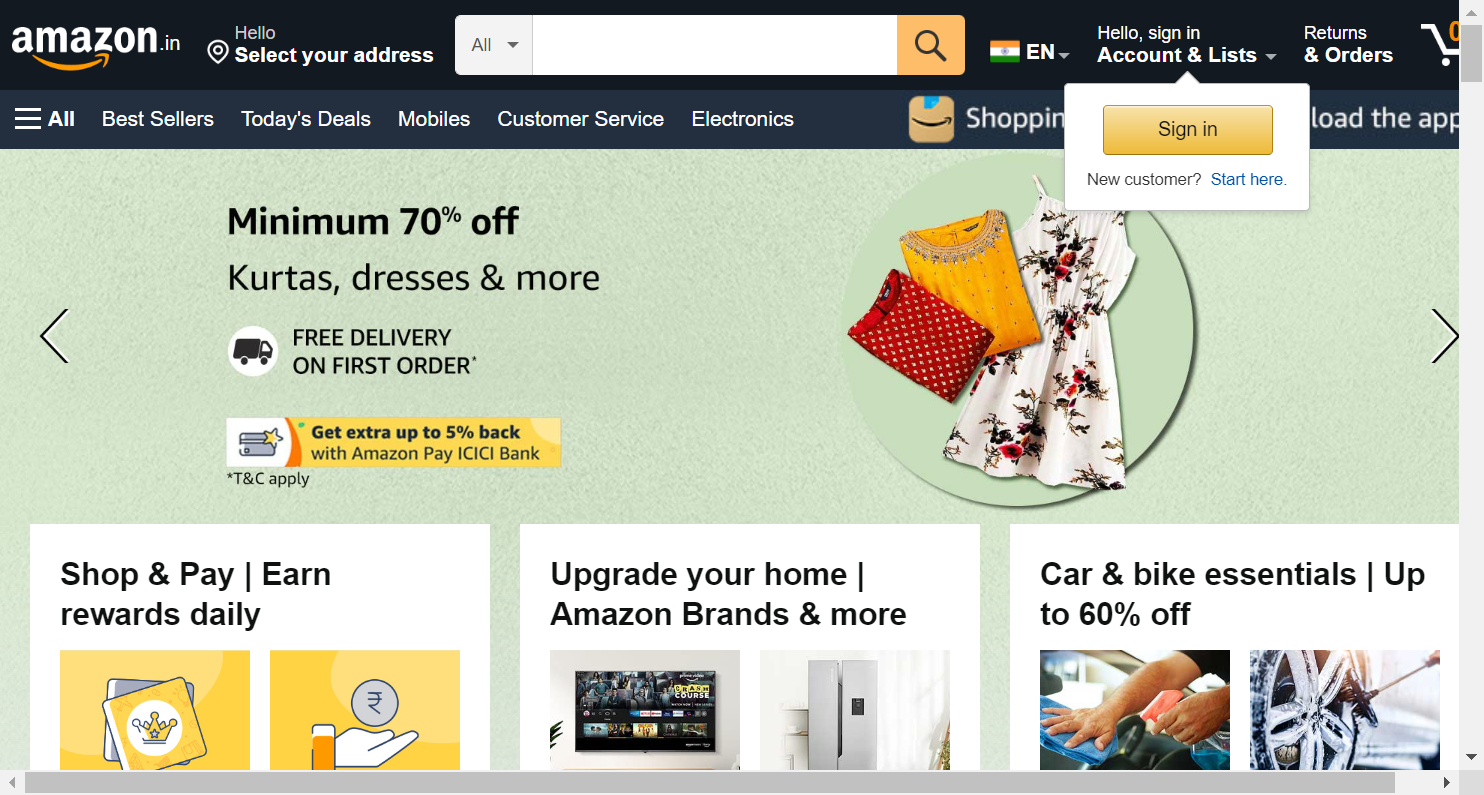 amazon.in
Hello
Select your address
All
EN
Hello, sign in
Account & Lists
Returns
& Orders
0
All
Best Sellers
Today's Deals
Mobiles
Customer Service
Electronics
Shoppin
load the app
Sign in
New customer? Start here.
Minimum 70% off
Kurtas, dresses & more
FREE DELIVERY
ON FIRST ORDER*
Get extra up to 5% back
with Amazon Pay ICICI Bank
*T&C apply
Shop & Pay | Earn
rewards daily
Upgrade your home |
Amazon Brands & more
Car & bike essentials | Up
to 60% off
₹
prime video
CRASH
COURSE